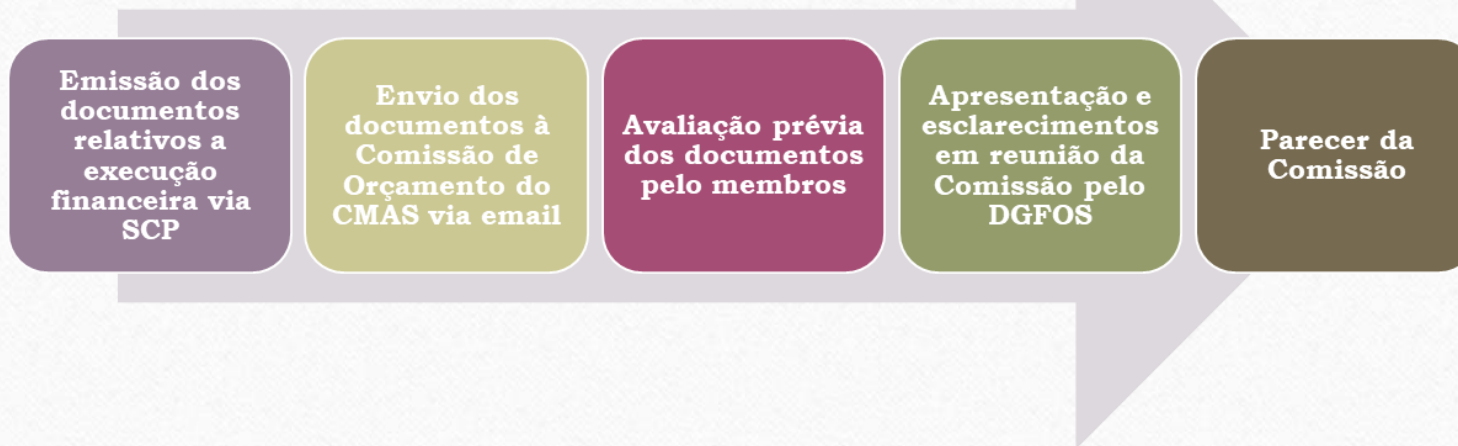 Emissão dos
documentos
relativos a
execução
financeira via
SCP
Envio dos
documentos à
Comissão de
Orçamento do
CMAS via email
Avaliação prévia
dos documentos
pelo membros
Apresentação e
esclarecimentos
em reunião da
Comissão pelo
DGFOS
Parecer da
Comissão